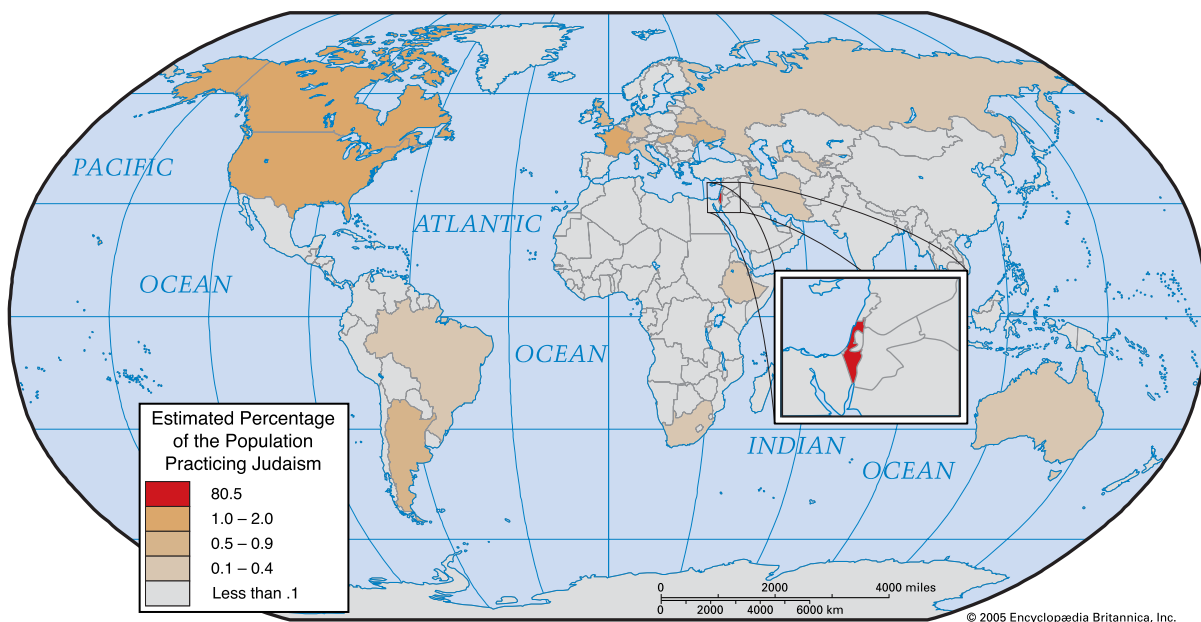 PACIFIC
ATLANTIC
OCEAN
OCEAN
INDIAN
OCEAN
Estimated Percentage
of the Population
Practicing Judaism
80.5
1.0 – 2.0
0.5 – 0.9
0.1 – 0.4
Less than .1
0 2000 4000 miles
0 2000 4000 6000 km
© 2005 Encyclopædia Britannica, Inc.